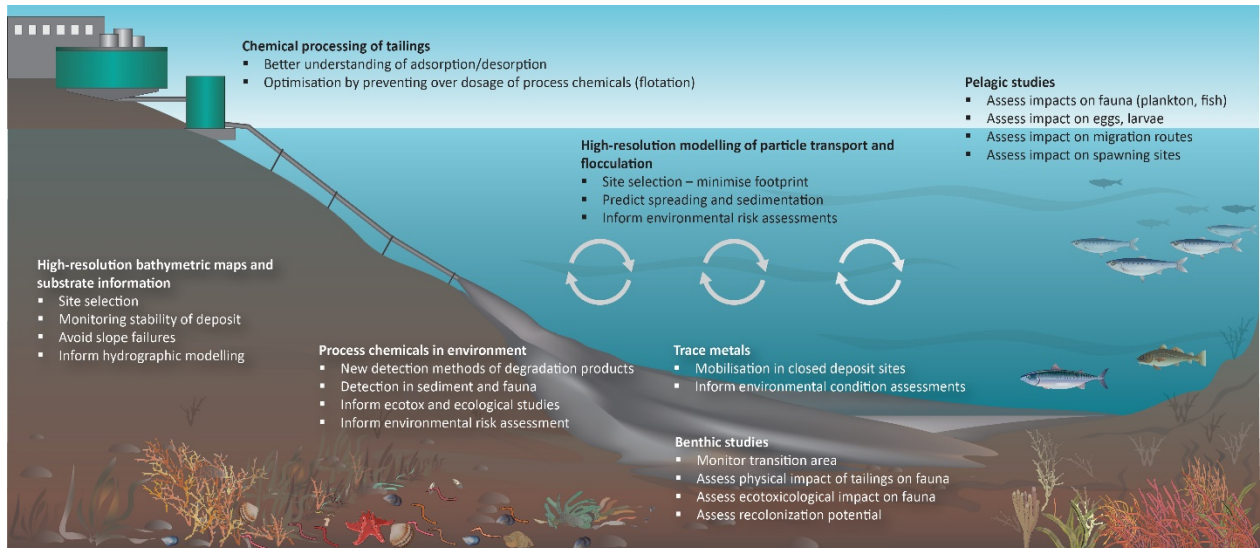 Chemical processing of tailings
▪ Better understanding of adsorption/desorption
▪ Optimisation by preventing over dosage of process chemicals (flotation)
Pelagic studies
▪ Assess impacts on fauna (plankton, fish)
▪ Assess impact on eggs, larvae
▪ Assess impact on migration routes
▪ Assess impact on spawning sites
High-resolution modelling of particle transport and
flocculation
▪ Site selection – minimise footprint
▪ Predict spreading and sedimentation
▪ Inform environmental risk assessments
High-resolution bathymetric maps and
substrate information
▪ Site selection
▪ Monitoring stability of deposit
▪ Avoid slope failures
▪ Inform hydrographic modelling
Process chemicals in environment
▪ New detection methods of degradation products
▪ Detection in sediment and fauna
▪ Inform ecotox and ecological studies
▪ Inform environmental risk assessment
Trace metals
▪ Mobilisation in closed deposit sites
▪ Inform environmental condition assessments
Benthic studies
▪ Monitor transition area
▪ Assess physical impact of tailings on fauna
▪ Assess ecotoxicological impact on fauna
▪ Assess recolonization potential